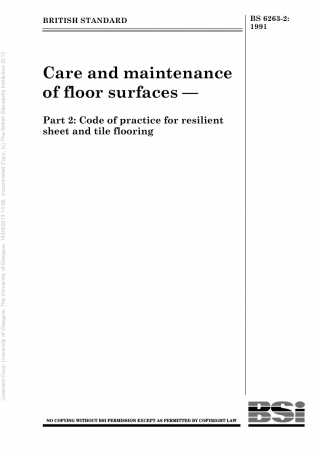 BRITISH STANDARD
BS 6263-2:
1991
Care and maintenance
of floor surfaces —
Part 2: Code of practice for resilient
sheet and tile flooring
Licensed Copy: University of Glasgow, The University of Glasgow, 14/03/2013 15:36, Uncontrolled Copy, (c) The British Standards Institution 2013
NO COPYING WITHOUT BSI PERMISSION EXCEPT AS PERMITTED BY COPYRIGHT LAW
BSi